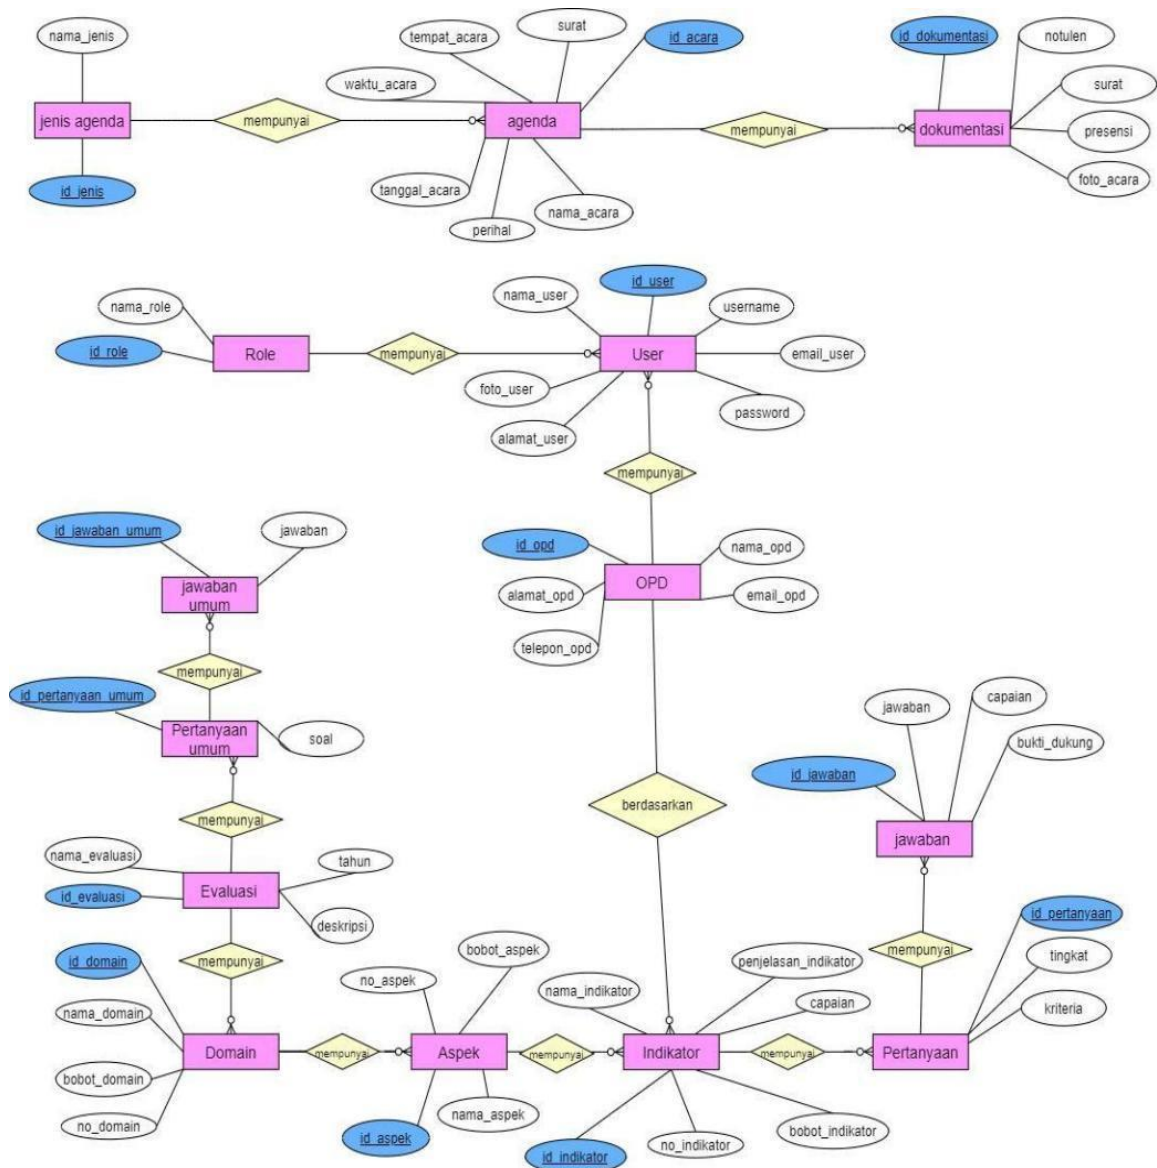 nama_jenis
tempat_acara
surat
id_acara
id_dokumentasi
notulen
waktu_acara
surat
jenis agenda
mempunyai
agenda
mempunyai
dokumentasi
presensi
id_jenis
tanggal_acara
perihal
nama_acara
foto_acara
id_user
nama_user
username
nama_role
id_role
Role
mempunyai
User
email_user
foto_user
password
alamat_user
mempunyai
id_jawaban_umum
jawaban
id_opd
nama_opd
jawaban
umum
OPD
alamat_opd
email_opd
telepon_opd
mempunyai
id_pertanyaan_umum
Pertanyaan
umum
soal
jawaban
capaian
bukti_dukung
id_jawaban
berdasarkan
mempunyai
jawaban
nama_evaluasi
tahun
id_evaluasi
Evaluasi
deskripsi
id_pertanyaan
mempunyai
mempunyai
id_domain
bobot_aspek
penjelasan_indikator
tingkat
no_aspek
nama_indikator
capaian
kriteria
nama_domain
Domain
mempunyai
Aspek
mempunyai
Indikator
mempunyai
Pertanyaan
bobot_domain
no_domain
nama_aspek
id_aspek
id_indikator
no_indikator
bobot_indikator